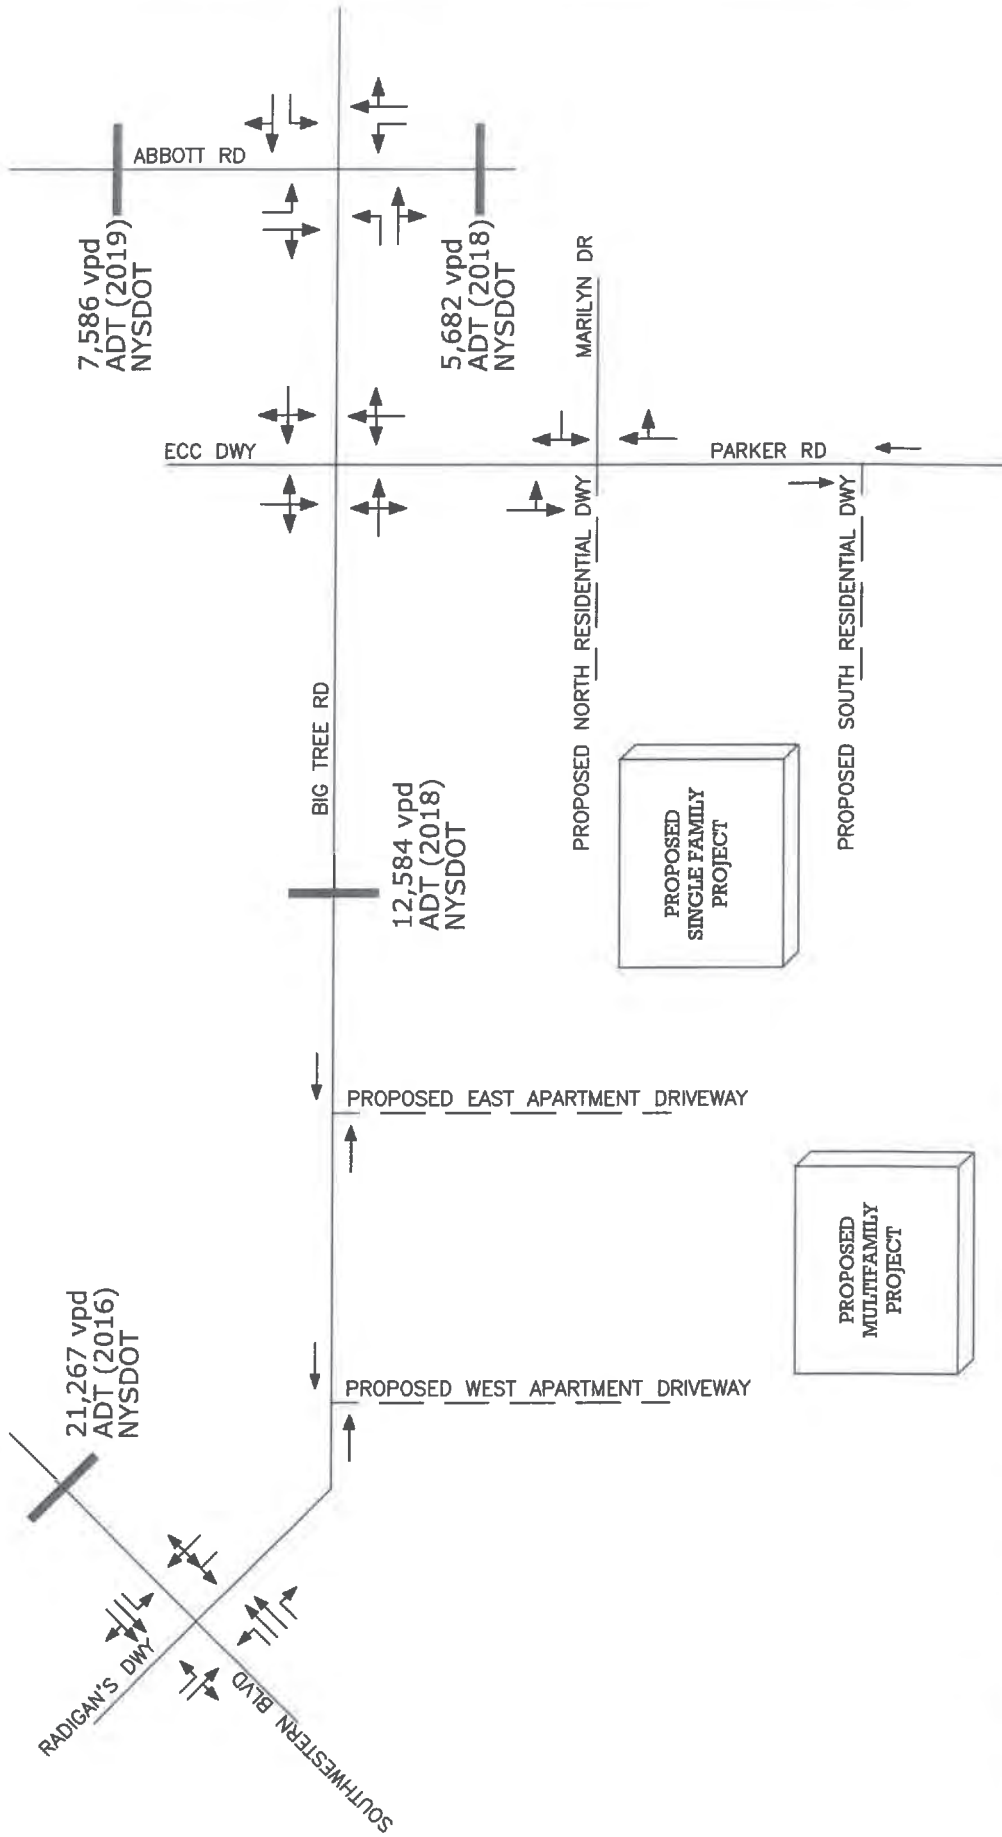 7,586 vpd
ADT (2019)
NYSDOT
ABBOTT RD
5,682 vpd
ADT (2018)
NYSDOT
MARILYN DR
ECC DWY
PARKER RD
BIG TREE RD
PROPOSED NORTH RESIDENTIAL DWY
PROPOSED SOUTH RESIDENTIAL DWY
12,584 vpd
ADT (2018)
NYSDOT
PROPOSED
SINGLE FAMILY
PROJECT
PROPOSED EAST APARTMENT DRIVEWAY
PROPOSED
MULTIFAMILY
PROJECT
21,267 vpd
ADT (2016)
NYSDOT
PROPOSED WEST APARTMENT DRIVEWAY
RADIGAN'S DWY
SOUTHWESTERN BLVD